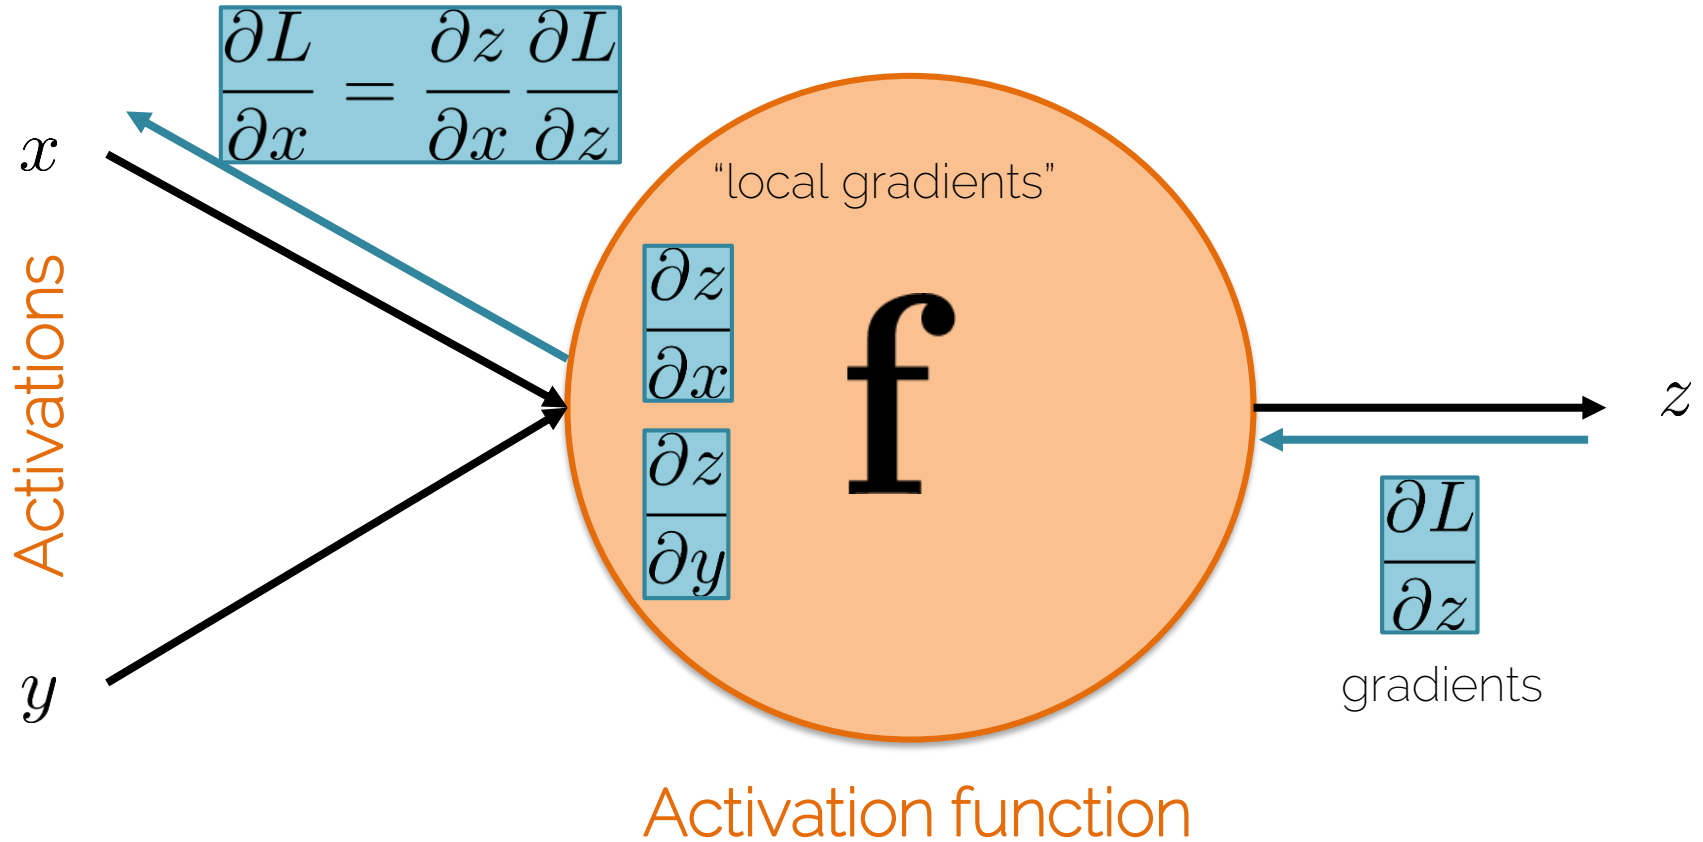 ∂L/∂x = ∂z/∂x ∂L/∂z
x
“local gradients”
Activations
∂z/∂x
f
z
∂z/∂y
∂L/∂z
y
gradients
Activation function